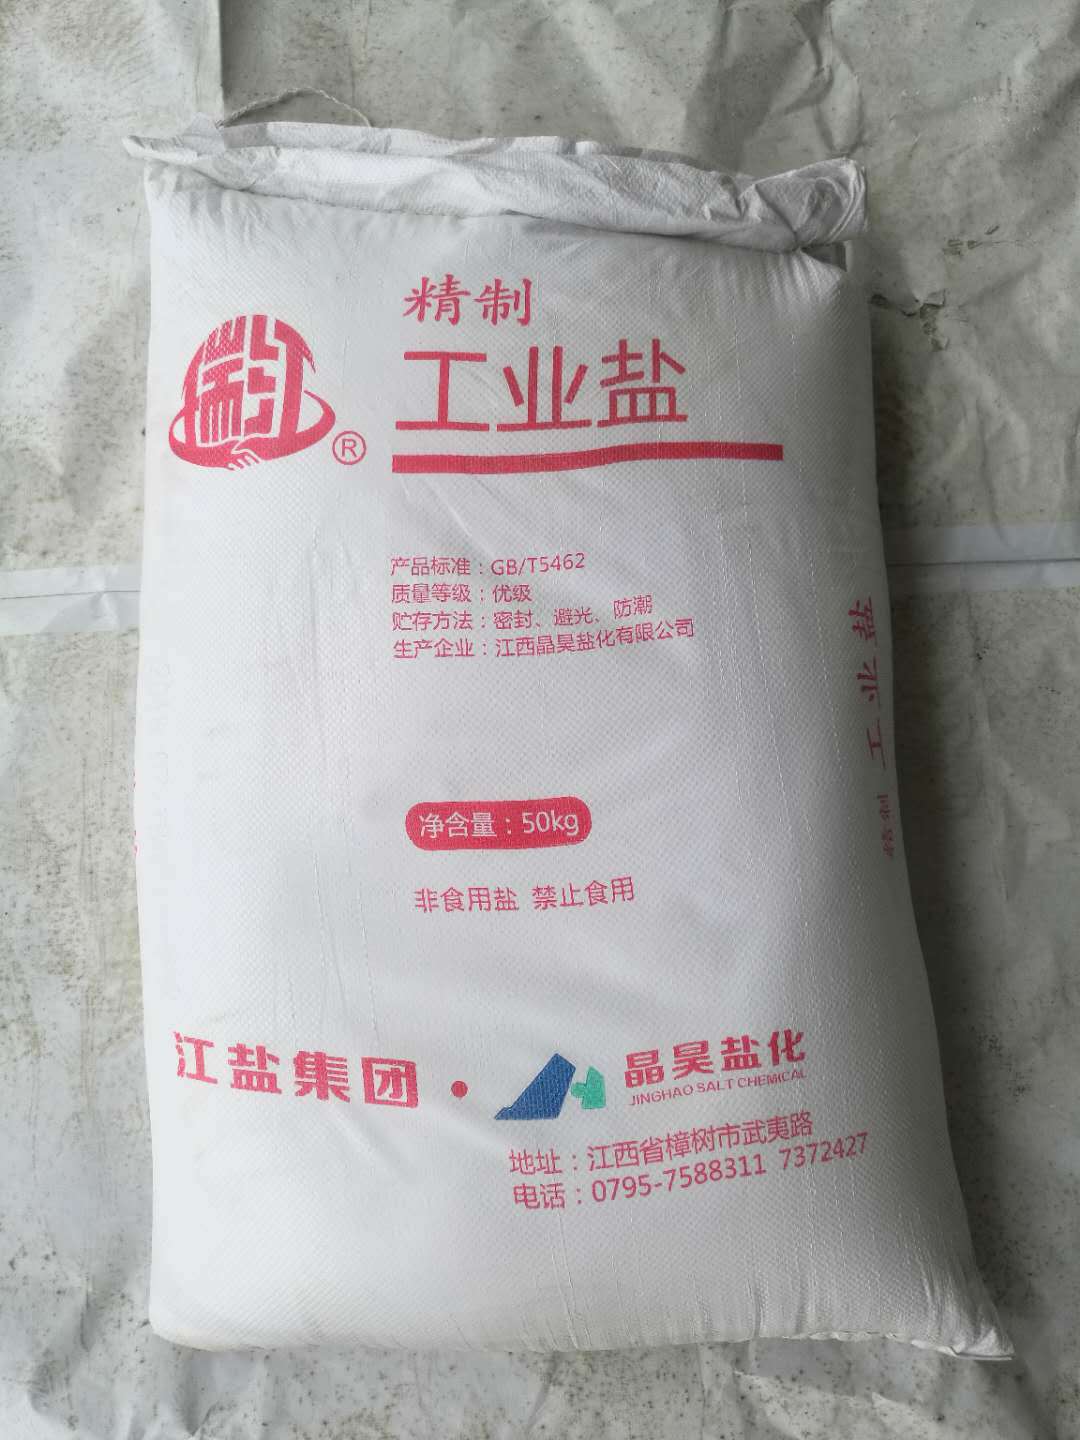 精制
工业盐
瑞江®
产品标准：GB/T5462
质量等级：优级
贮存方法：密封、避光、防潮
生产企业：江西晶昊盐化有限公司
精制 工业盐
净含量：50kg
非食用盐 禁止食用
江盐集团·晶昊盐化
JINGHAO SALT CHEMICAL
地址：江西省樟树市武夷路
电话：0795-7588311 7372427